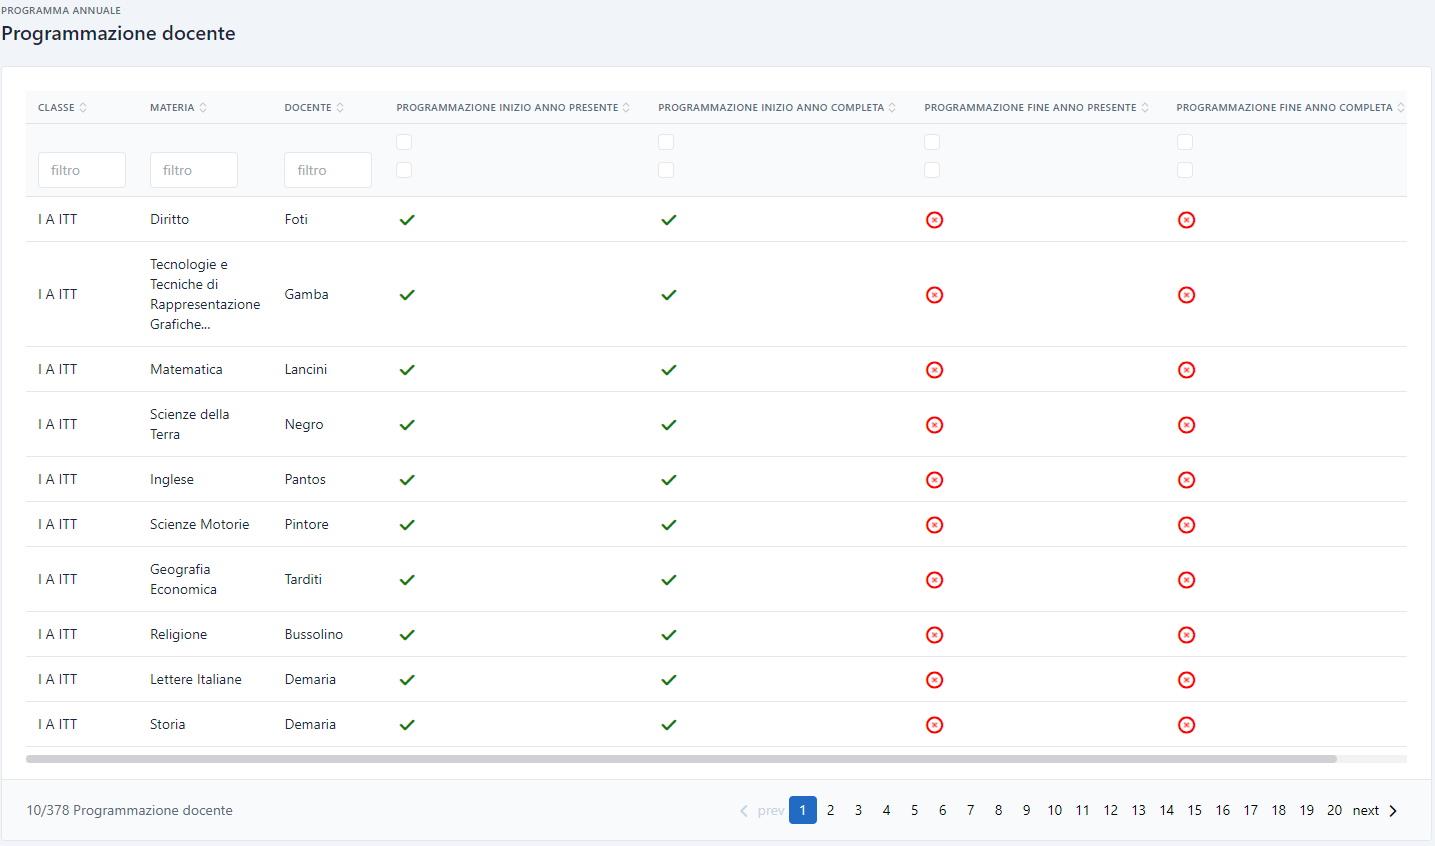 PROGRAMMA ANNUALE
Programmazione docente
CLASSE MATERIA DOCENTE PROGRAMMAZIONE INIZIO ANNO PRESENTE PROGRAMMAZIONE INIZIO ANNO COMPLETA PROGRAMMAZIONE FINE ANNO PRESENTE PROGRAMMAZIONE FINE ANNO COMPLETA
filtro filtro filtro
I A ITT Diritto Foti
I A ITT Tecnologie e
Tecniche di
Rappresentazione
Grafiche... Gamba
I A ITT Matematica Lancini
I A ITT Scienze della
Terra Negro
I A ITT Inglese Pantos
I A ITT Scienze Motorie Pintore
I A ITT Geografia
Economica Tarditi
I A ITT Religione Bussolino
I A ITT Lettere Italiane Demaria
I A ITT Storia Demaria
10/378 Programmazione docente prev 1 2 3 4 5 6 7 8 9 10 11 12 13 14 15 16 17 18 19 20 next